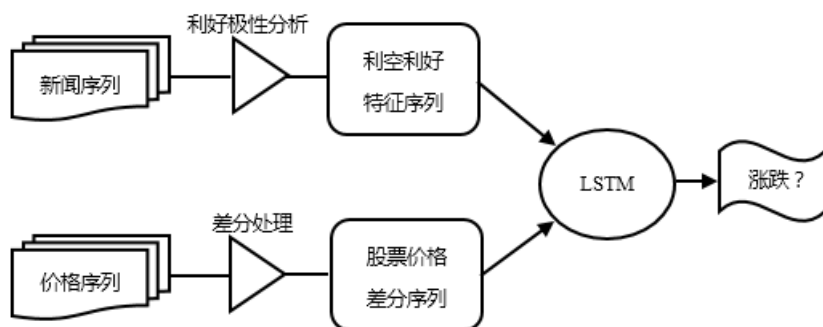 利好极性分析
新闻序列
利空利好
特征序列
LSTM
涨跌？
差分处理
价格序列
股票价格
差分序列